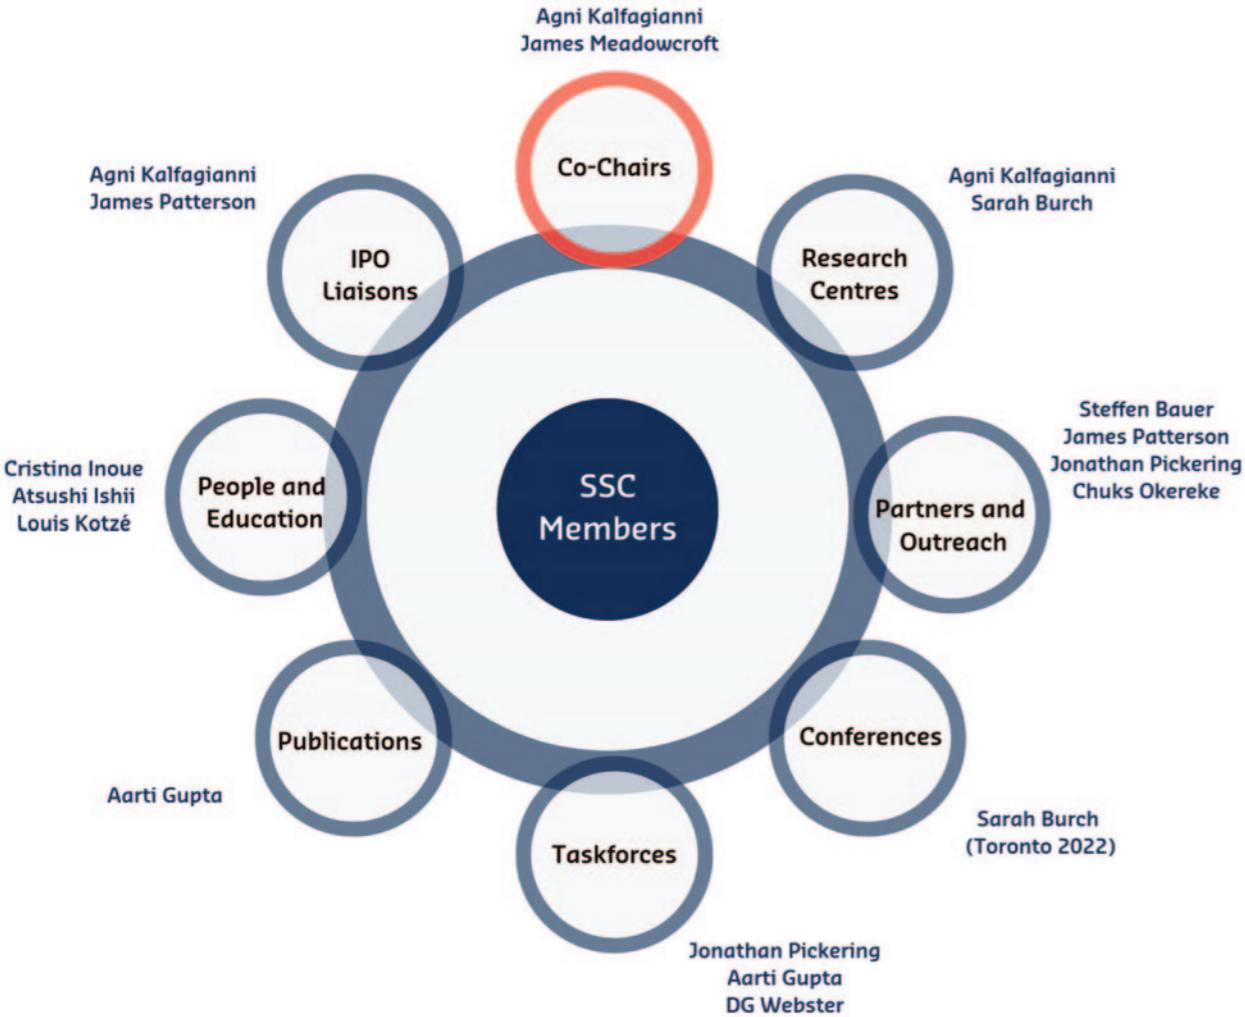 Agni Kalfagianni
James Meadowcroft
Co-Chairs
Agni Kalfagianni
Sarah Burch
Research
Centres
Steffen Bauer
James Patterson
Jonathan Pickering
Chuks Okereke
Partners and
Outreach
Conferences
Sarah Burch
(Toronto 2022)
Taskforces
Jonathan Pickering
Aarti Gupta
DG Webster
Publications
Aarti Gupta
People and
Education
Cristina Inoue
Atsushi Ishii
Louis Kotzé
IPO
Liaisons
Agni Kalfagianni
James Patterson
SSC
Members